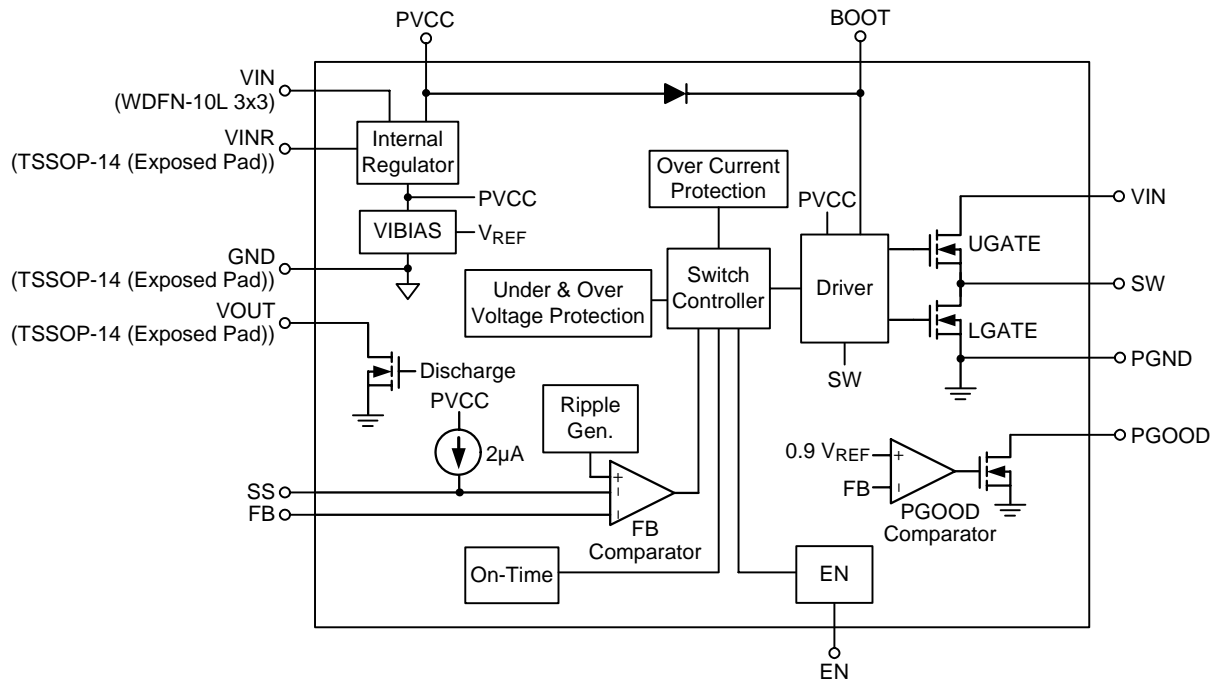 PVCC
BOOT
VIN
(WDFN-10L 3x3)
VINR
(TSSOP-14 (Exposed Pad))
Internal
Regulator
PVCC
VIBIAS
VREF
GND
(TSSOP-14 (Exposed Pad))
VOUT
(TSSOP-14 (Exposed Pad))
Discharge
Over Current
Protection
Under & Over
Voltage Protection
Switch
Controller
PVCC
Driver
SW
UGATE
LGATE
VIN
SW
PGND
PVCC
2µA
Ripple
Gen.
+
−
−
SS
FB
FB
Comparator
On-Time
EN
EN
0.9 VREF
FB
+
−
PGOOD
Comparator
PGOOD